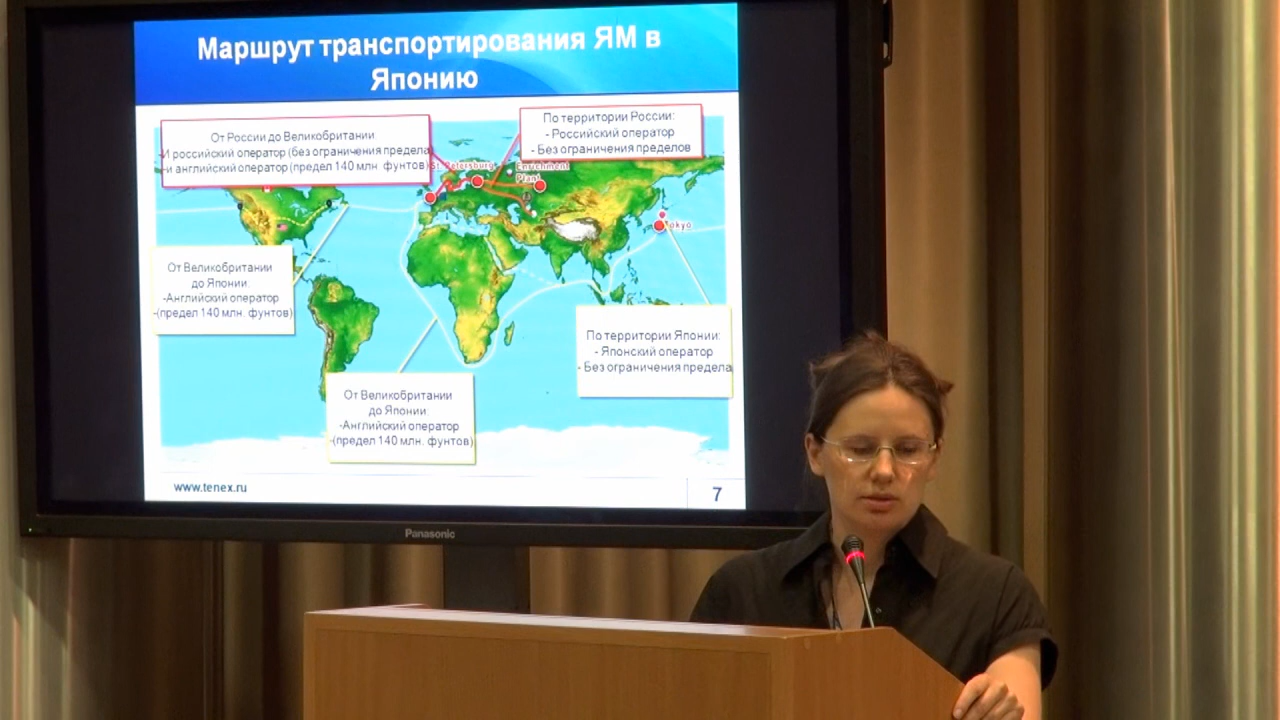 Маршрут транспортирования ЯМ в
Японию
От России до Великобритании
-И российский оператор (без ограничения предела)
-и английский оператор (предел 140 млн. фунтов)
По территории России:
- Российский оператор
- Без ограничения пределов
St. Petersburg
Enrichment
Plant
Tokyo
От Великобритании
до Японии:
-Английский оператор
-(предел 140 млн. фунтов)
По территории Японии:
- Японский оператор
- Без ограничения предела
От Великобритании
до Японии:
-Английский оператор
-(предел 140 млн. фунтов)
www.tenex.ru
7
Panasonic